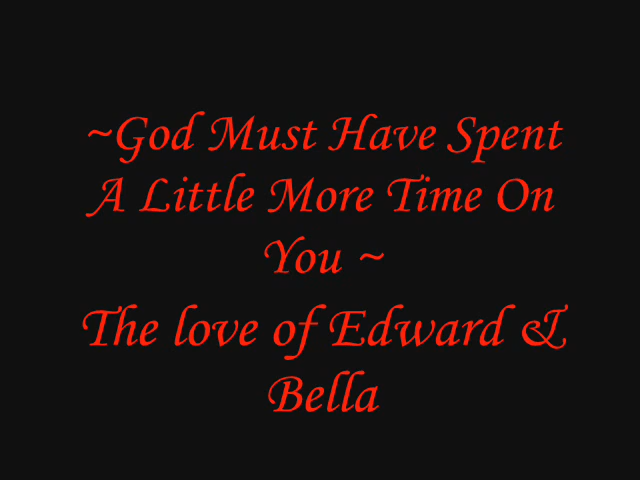 ~God Must Have Spent
A Little More Time On
You ~
The love of Edward &
Bella